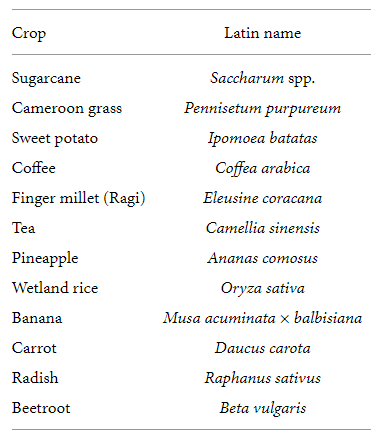 Crop Latin name
Sugarcane Saccharum spp.
Cameroon grass Pennisetum purpureum
Sweet potato Ipomoea batatas
Coffee Coffea arabica
Finger millet (Ragi) Eleusine coracana
Tea Camellia sinensis
Pineapple Ananas comosus
Wetland rice Oryza sativa
Banana Musa acuminata × balbisiana
Carrot Daucus carota
Radish Raphanus sativus
Beetroot Beta vulgaris